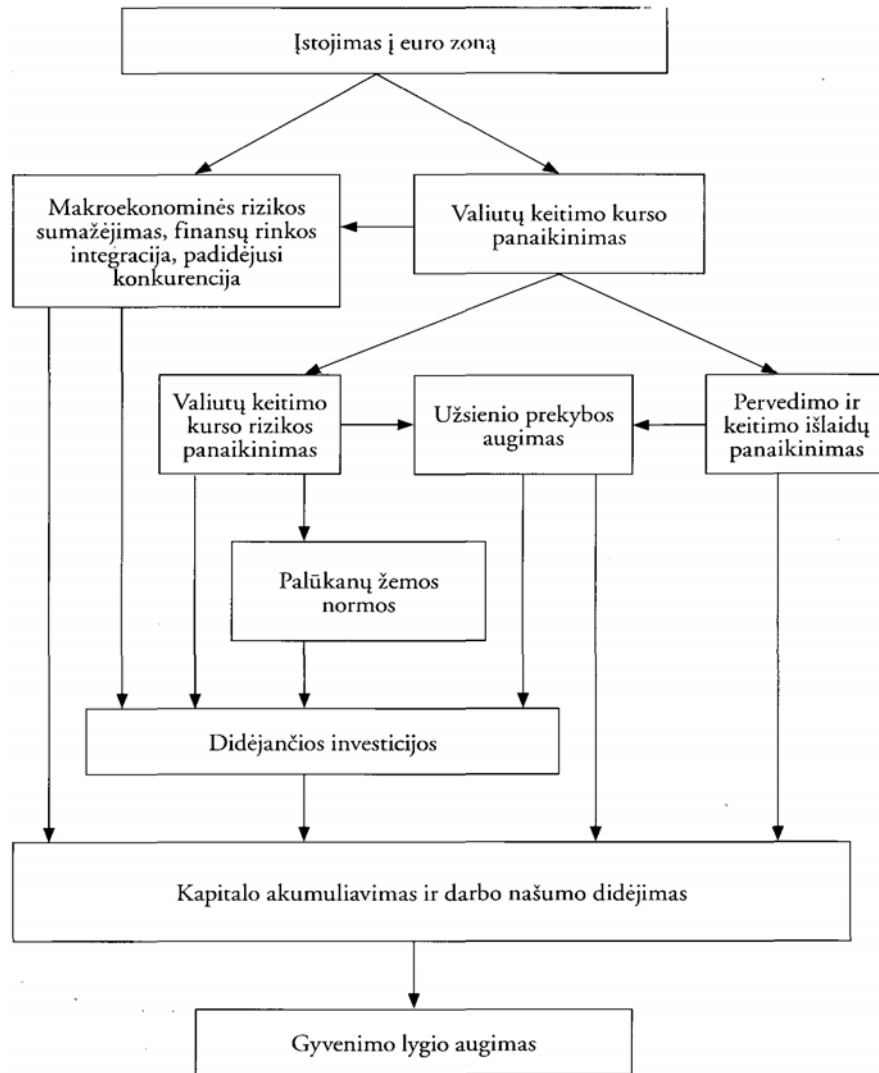 Įstojimas į euro zoną
Makroekonominės rizikos
sumažėjimas, finansų rinkos
integracija, padidėjusi
konkurencija
Valiutų keitimo kurso
panaikinimas
Valiutų keitimo
kurso rizikos
panaikinimas
Užsienio prekybos
augimas
Pervedimo ir
keitimo išlaidų
panaikinimas
Palūkanų žemos
normos
Didėjančios investicijos
Kapitalo akumuliavimas ir darbo našumo didėjimas
Gyvenimo lygio augimas